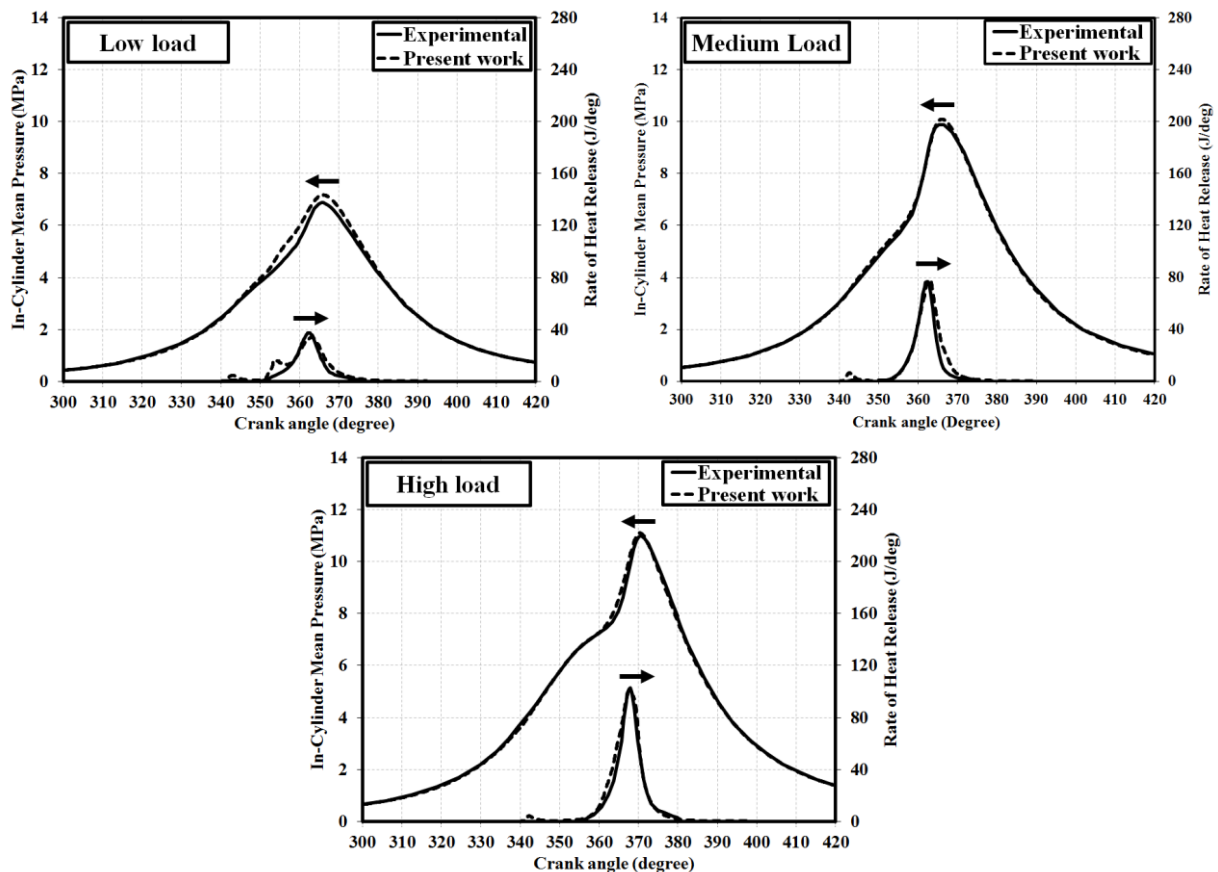 Low load
Experimental
Present work
In-Cylinder Mean Pressure (MPa)
14
12
10
8
6
4
2
0
280
240
200
160
120
80
40
0
Rate of Heat Release (J/deg)
300 310 320 330 340 350 360 370 380 390 400 410 420
Crank angle (degree)
Medium Load
Experimental
Present work
In-Cylinder Mean Pressure (MPa)
14
12
10
8
6
4
2
0
280
240
200
160
120
80
40
0
Rate of Heat Release (J/deg)
300 310 320 330 340 350 360 370 380 390 400 410 420
Crank angle (Degree)
High load
Experimental
Present work
In-Cylinder Mean Pressure (MPa)
14
12
10
8
6
4
2
0
280
240
200
160
120
80
40
0
Rate of Heat Release (J/deg)
300 310 320 330 340 350 360 370 380 390 400 410 420
Crank angle (degree)